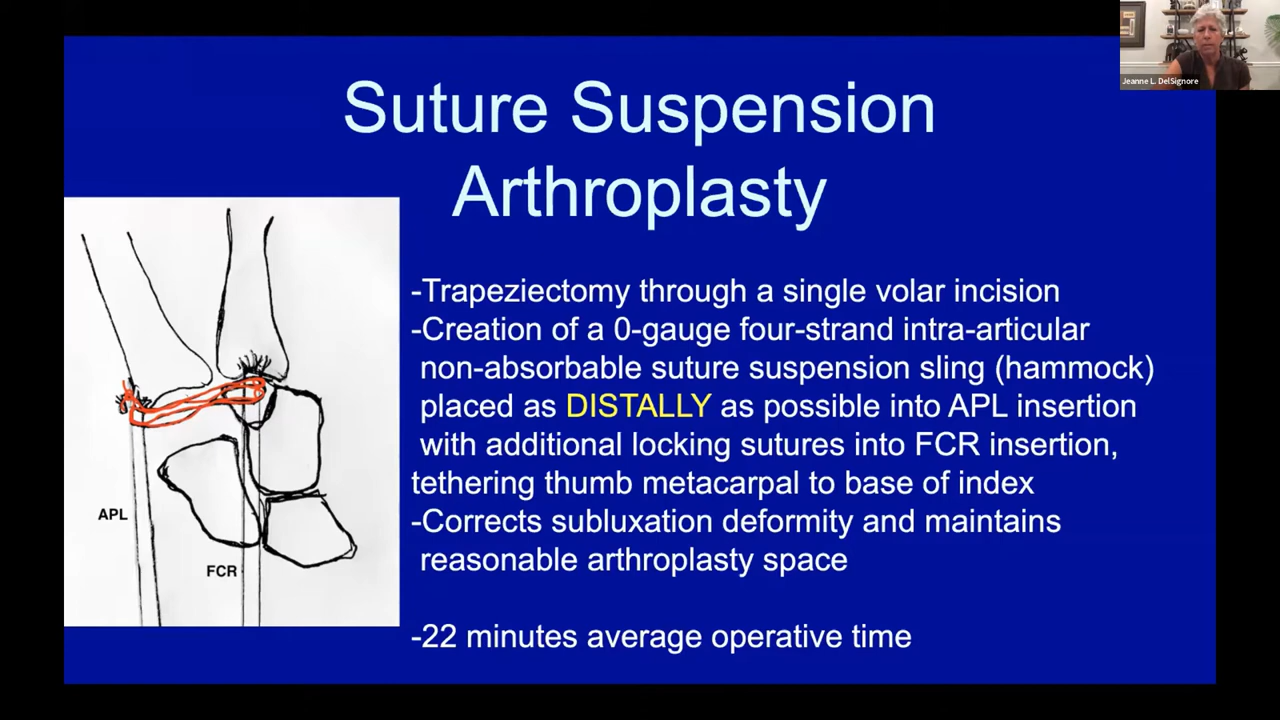 Jeanne L. DelSignore
Suture Suspension
Arthroplasty
-Trapeziectomy through a single volar incision
-Creation of a 0-gauge four-strand intra-articular
non-absorbable suture suspension sling (hammock)
placed as DISTALLY as possible into APL insertion
with additional locking sutures into FCR insertion,
tethering thumb metacarpal to base of index
-Corrects subluxation deformity and maintains
reasonable arthroplasty space
-22 minutes average operative time
APL
FCR